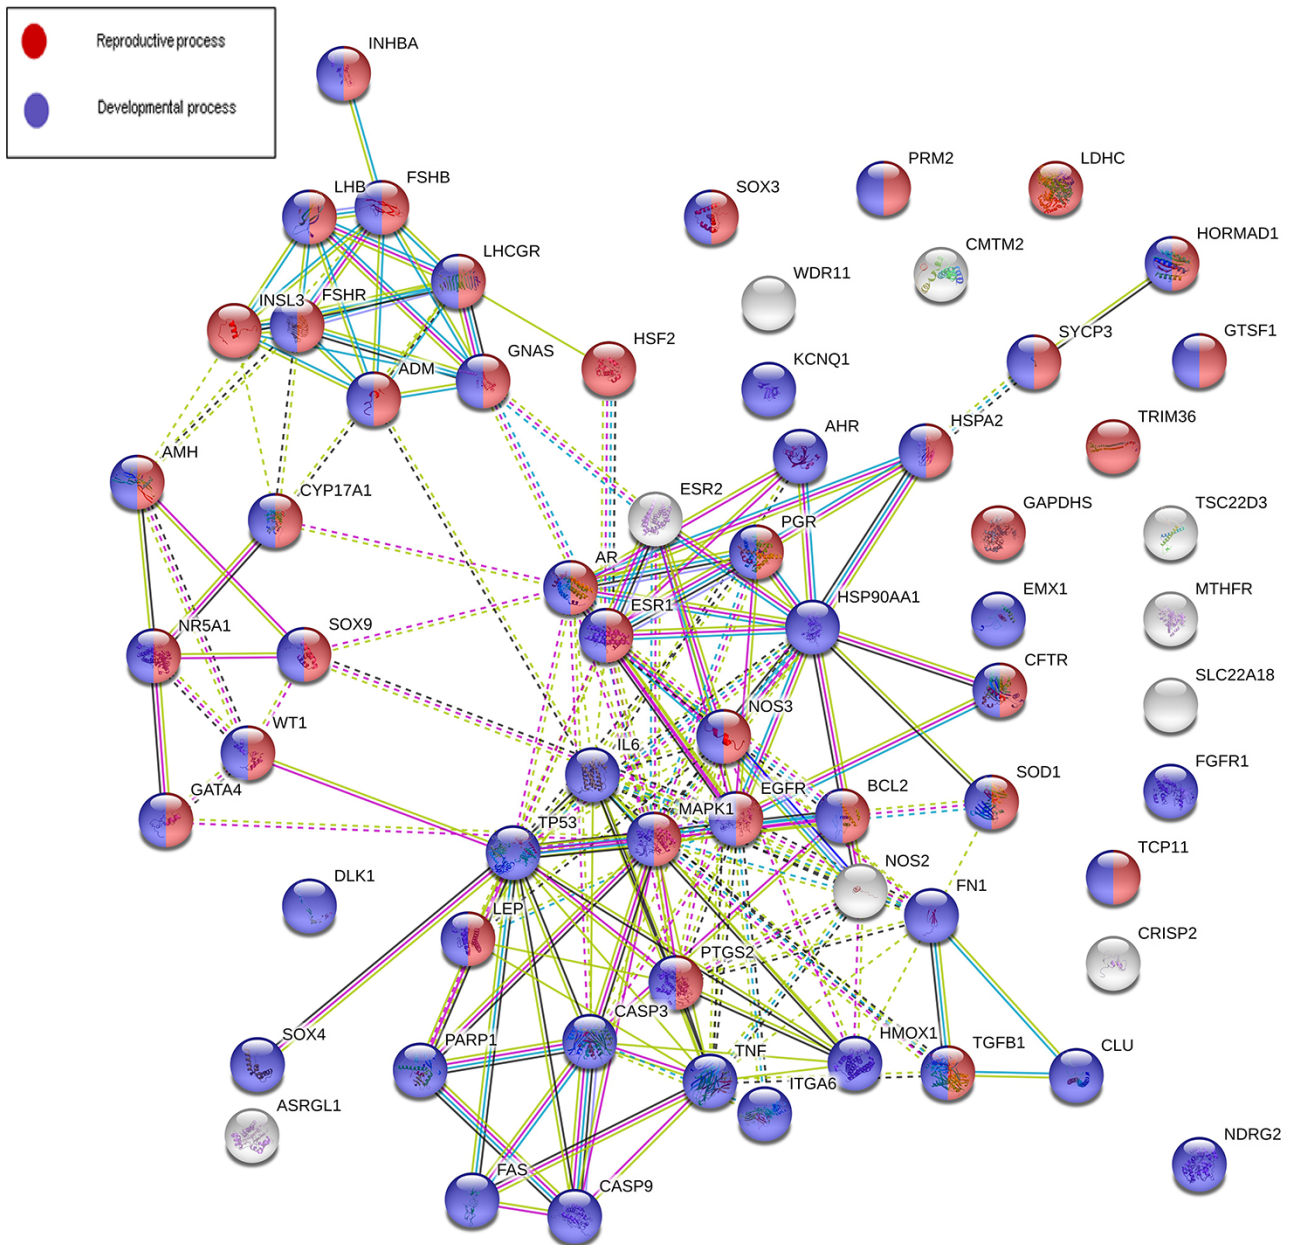 Reproductive process
Developmental process
INHBA
LHB
FSHB
SOX3
PRM2
LDHC
LHCGR
WDR11
CMTM2
HORMAD1
INSL3
FSHR
GNAS
HSF2
SYCP3
GTSF1
ADM
KCNQ1
AMH
CYP17A1
AHR
HSPA2
TRIM36
ESR2
PGR
GAPDHS
TSC22D3
AR
ESR1
HSP90AA1
EMX1
MTHFR
NR5A1
SOX9
CFTR
SLC22A18
WT1
IL6
NOS3
GATA4
TP53
MAPK1
EGFR
BCL2
SOD1
FGFR1
DLK1
LEP
NOS2
FN1
TCP11
PTGS2
CRISP2
SOX4
PARP1
CASP3
TNF
HMOX1
TGFB1
CLU
ASRGL1
ITGA6
FAS
CASP9
NDRG2